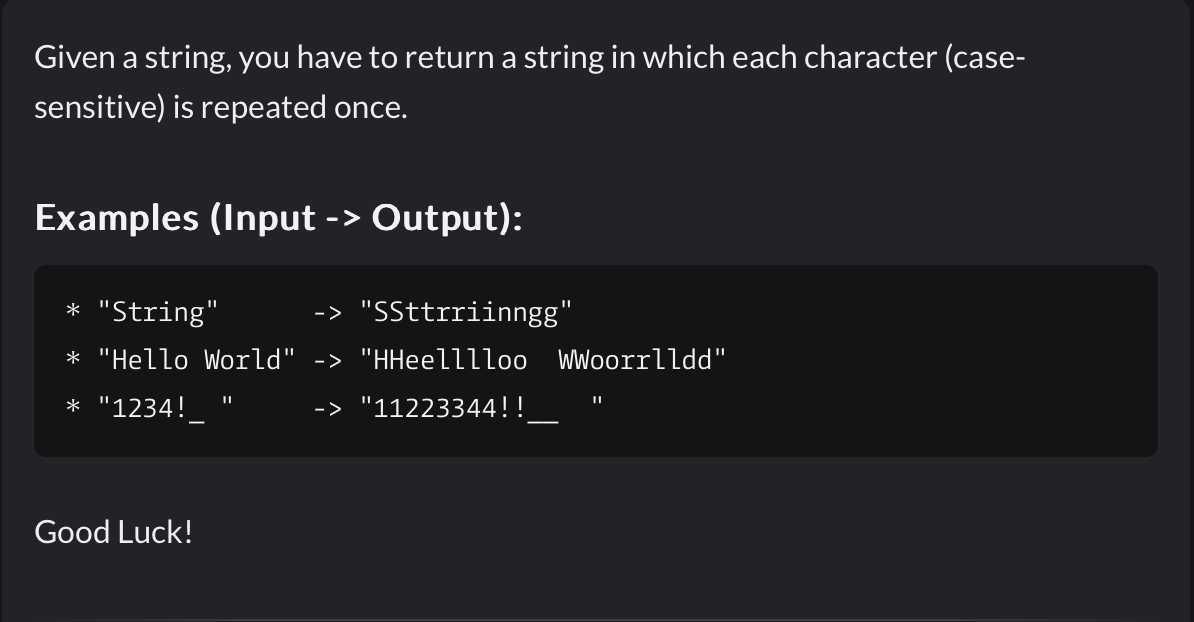 Given a string, you have to return a string in which each character (case-
sensitive) is repeated once.
Examples (Input -> Output):
* "String"      -> "SSttrriinngg"
* "Hello World" -> "HHeelllloo  WWoorrlldd"
* "1234!_ "     -> "11223344!!__  "
Good Luck!